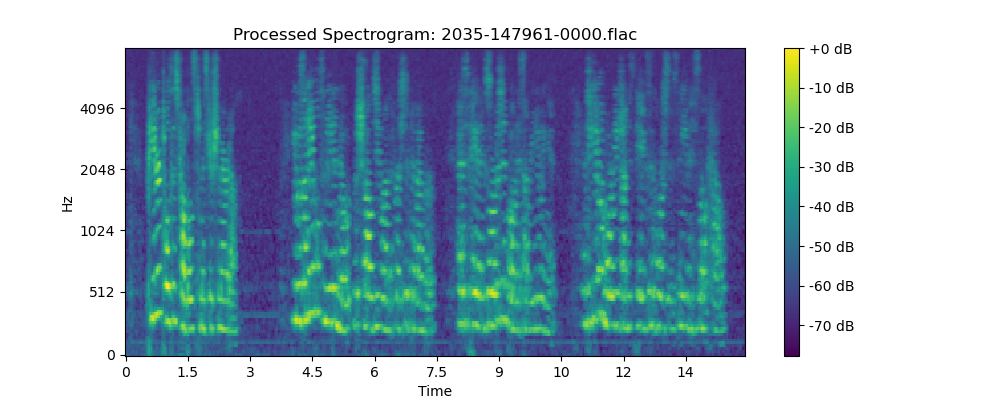 Processed Spectrogram: 2035-147961-0000.flac
+0 dB
-10 dB
-20 dB
-30 dB
-40 dB
-50 dB
-60 dB
-70 dB
Hz
4096
2048
1024
512
0
0 1.5 3 4.5 6 7.5 9 10 12 14
Time